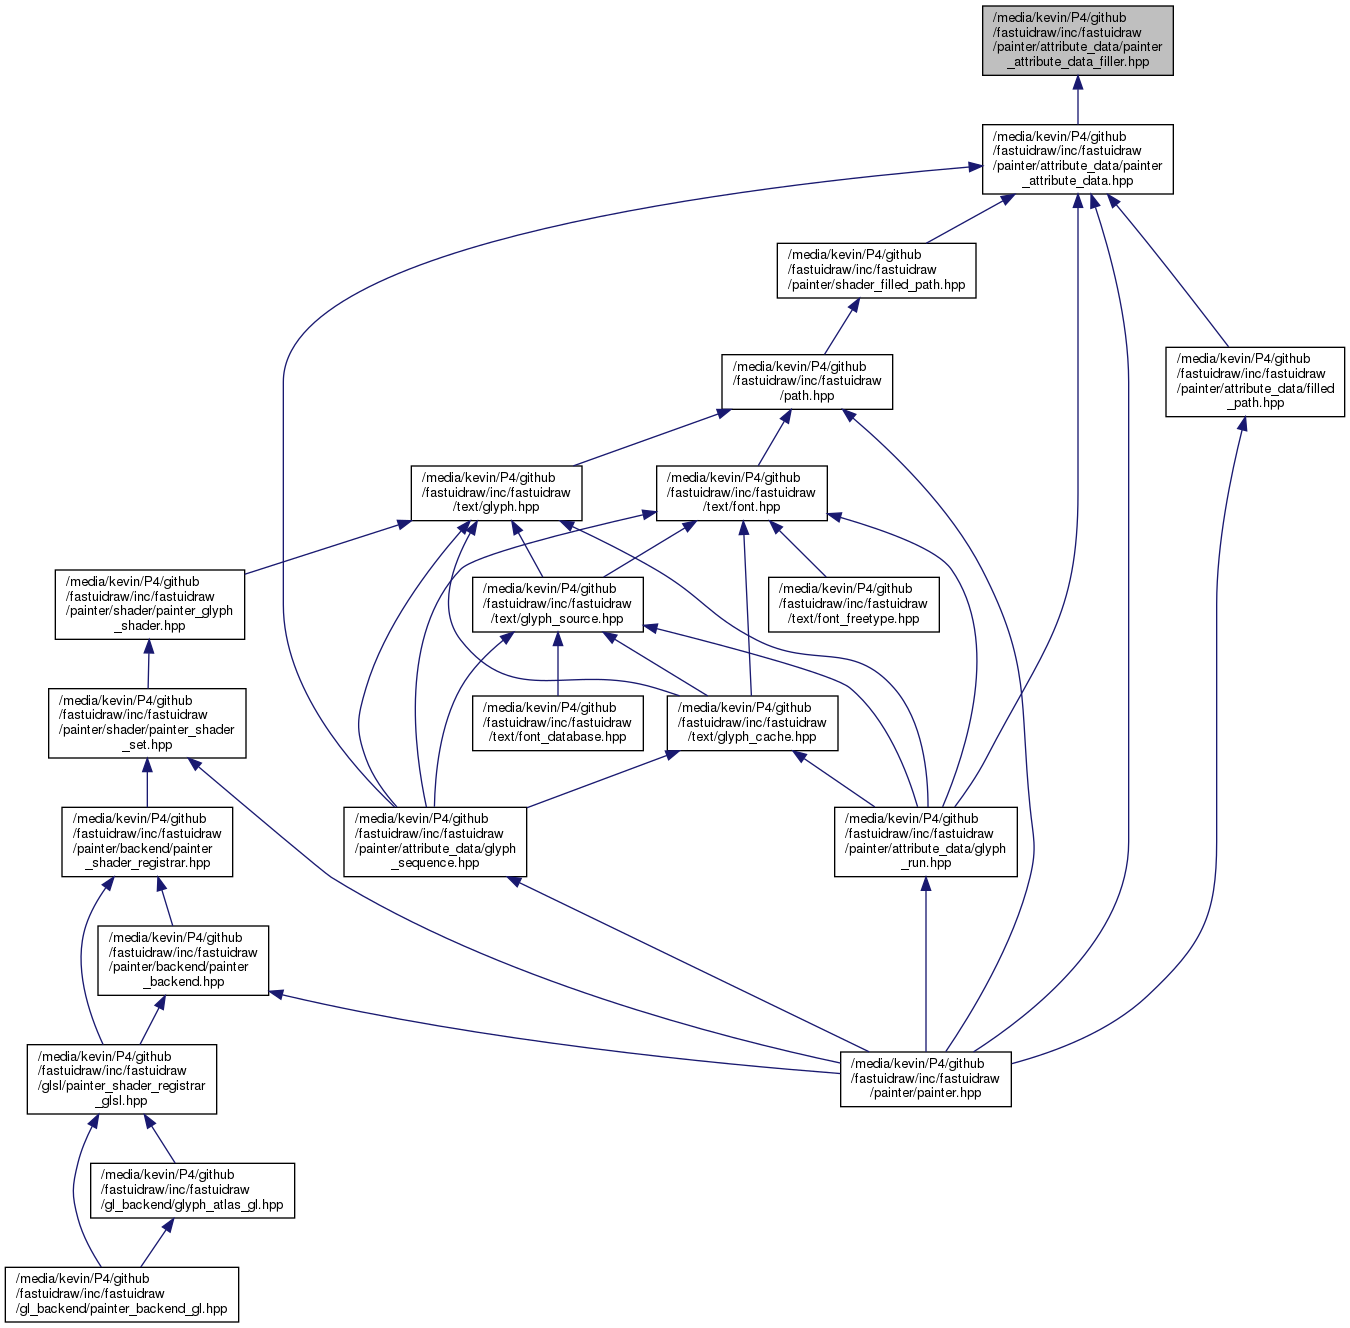 /media/kevin/P4/github
/fastuidraw/inc/fastuidraw
/painter/attribute_data/painter
_attribute_data_filler.hpp
/media/kevin/P4/github
/fastuidraw/inc/fastuidraw
/painter/attribute_data/painter
_attribute_data.hpp
/media/kevin/P4/github
/fastuidraw/inc/fastuidraw
/painter/shader_filled_path.hpp
/media/kevin/P4/github
/fastuidraw/inc/fastuidraw
/path.hpp
/media/kevin/P4/github
/fastuidraw/inc/fastuidraw
/painter/attribute_data/filled
_path.hpp
/media/kevin/P4/github
/fastuidraw/inc/fastuidraw
/text/glyph.hpp
/media/kevin/P4/github
/fastuidraw/inc/fastuidraw
/text/font.hpp
/media/kevin/P4/github
/fastuidraw/inc/fastuidraw
/painter/shader/painter_glyph
_shader.hpp
/media/kevin/P4/github
/fastuidraw/inc/fastuidraw
/text/glyph_source.hpp
/media/kevin/P4/github
/fastuidraw/inc/fastuidraw
/text/font_freetype.hpp
/media/kevin/P4/github
/fastuidraw/inc/fastuidraw
/painter/shader/painter_shader
_set.hpp
/media/kevin/P4/github
/fastuidraw/inc/fastuidraw
/text/font_database.hpp
/media/kevin/P4/github
/fastuidraw/inc/fastuidraw
/text/glyph_cache.hpp
/media/kevin/P4/github
/fastuidraw/inc/fastuidraw
/painter/backend/painter
_shader_registrar.hpp
/media/kevin/P4/github
/fastuidraw/inc/fastuidraw
/painter/attribute_data/glyph
_sequence.hpp
/media/kevin/P4/github
/fastuidraw/inc/fastuidraw
/painter/attribute_data/glyph
_run.hpp
/media/kevin/P4/github
/fastuidraw/inc/fastuidraw
/painter/backend/painter
_backend.hpp
/media/kevin/P4/github
/fastuidraw/inc/fastuidraw
/glsl/painter_shader_registrar
_glsl.hpp
/media/kevin/P4/github
/fastuidraw/inc/fastuidraw
/painter/painter.hpp
/media/kevin/P4/github
/fastuidraw/inc/fastuidraw
/gl_backend/glyph_atlas_gl.hpp
/media/kevin/P4/github
/fastuidraw/inc/fastuidraw
/gl_backend/painter_backend_gl.hpp